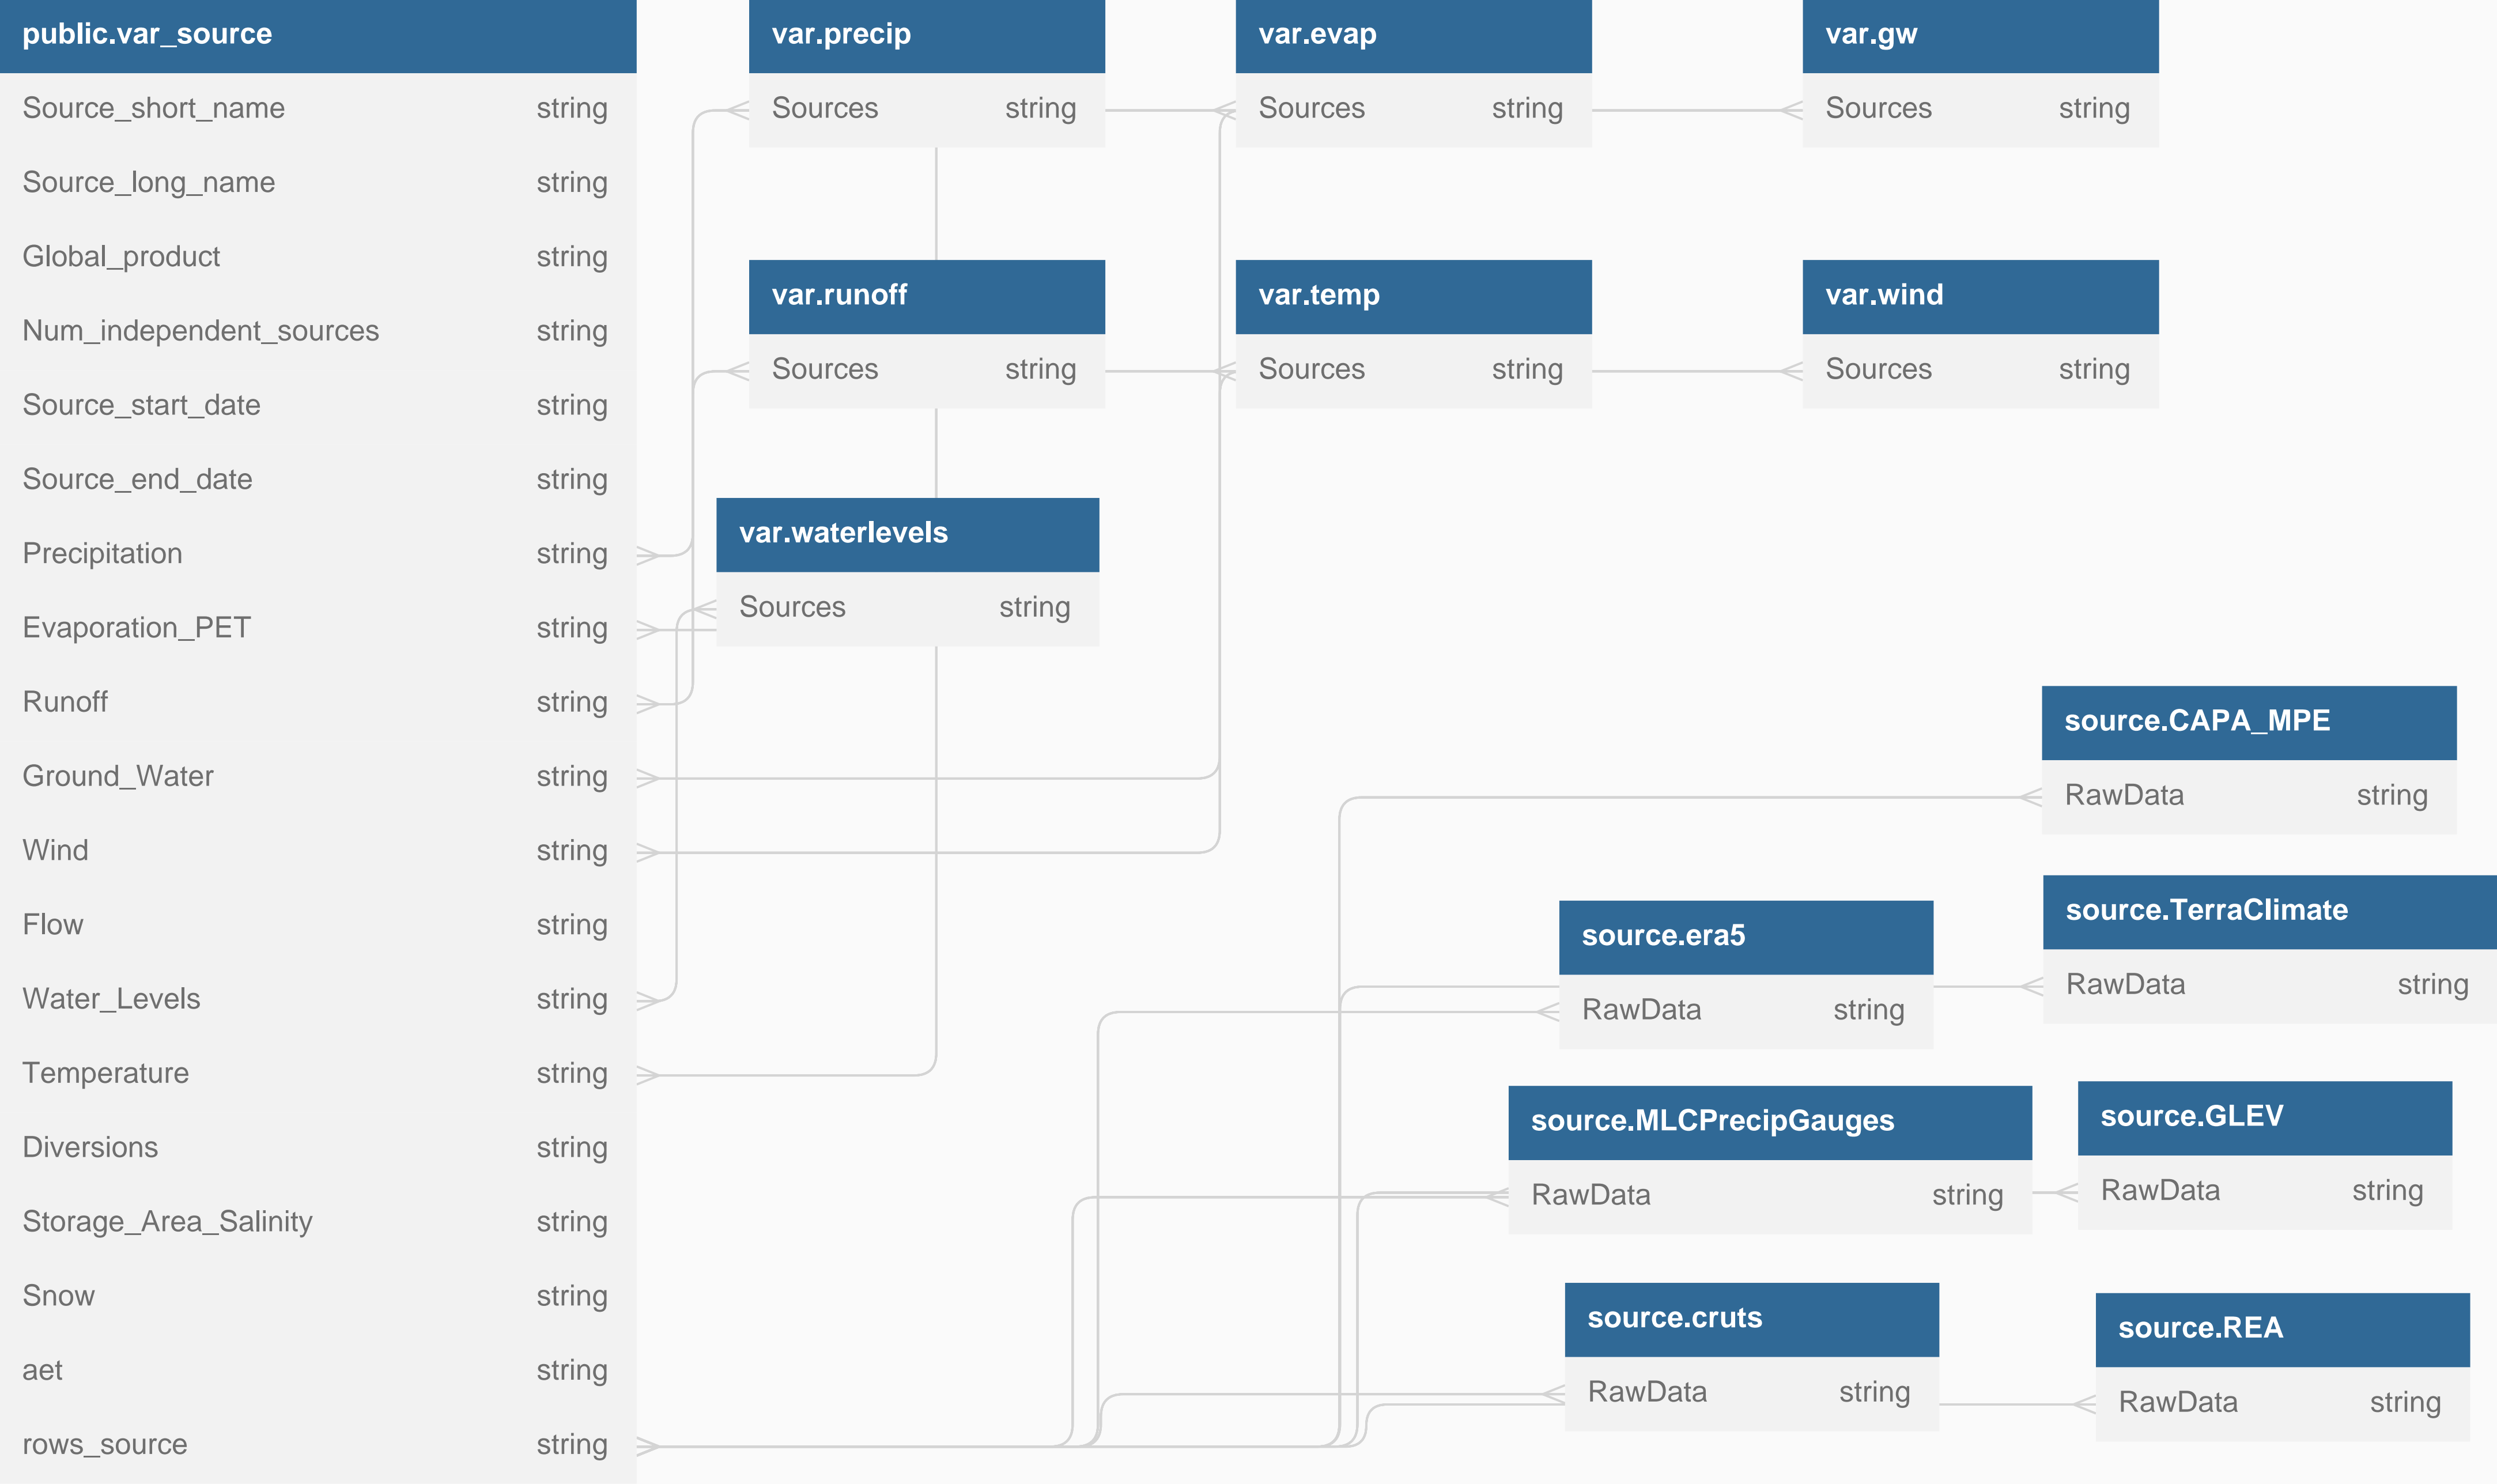 public.var_source
Source_short_name string
Source_long_name string
Global_product string
Num_independent_sources string
Source_start_date string
Source_end_date string
Precipitation string
Evaporation_PET string
Runoff string
Ground_Water string
Wind string
Flow string
Water_Levels string
Temperature string
Diversions string
Storage_Area_Salinity string
Snow string
aet string
rows_source string
var.precip
Sources string
var.evap
Sources string
var.gw
Sources string
var.runoff
Sources string
var.temp
Sources string
var.wind
Sources string
var.waterlevels
Sources string
source.CAPA_MPE
RawData string
source.era5
RawData string
source.TerraClimate
RawData string
source.MLCPrecipGauges
RawData string
source.GLEV
RawData string
source.cruts
RawData string
source.REA
RawData string